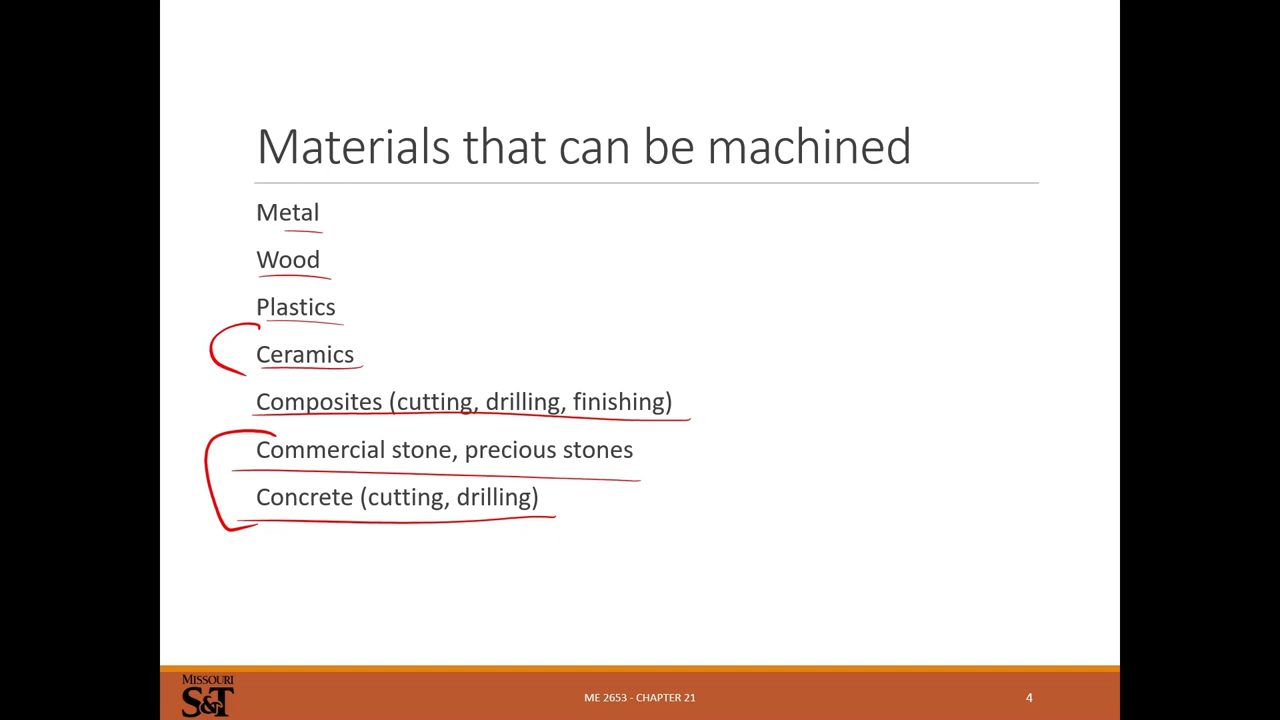 Materials that can be machined
Metal
Wood
Plastics
Ceramics
Composites (cutting, drilling, finishing)
Commercial stone, precious stones
Concrete (cutting, drilling)
MISSOURI
S&T
ME 2653 - CHAPTER 21
4